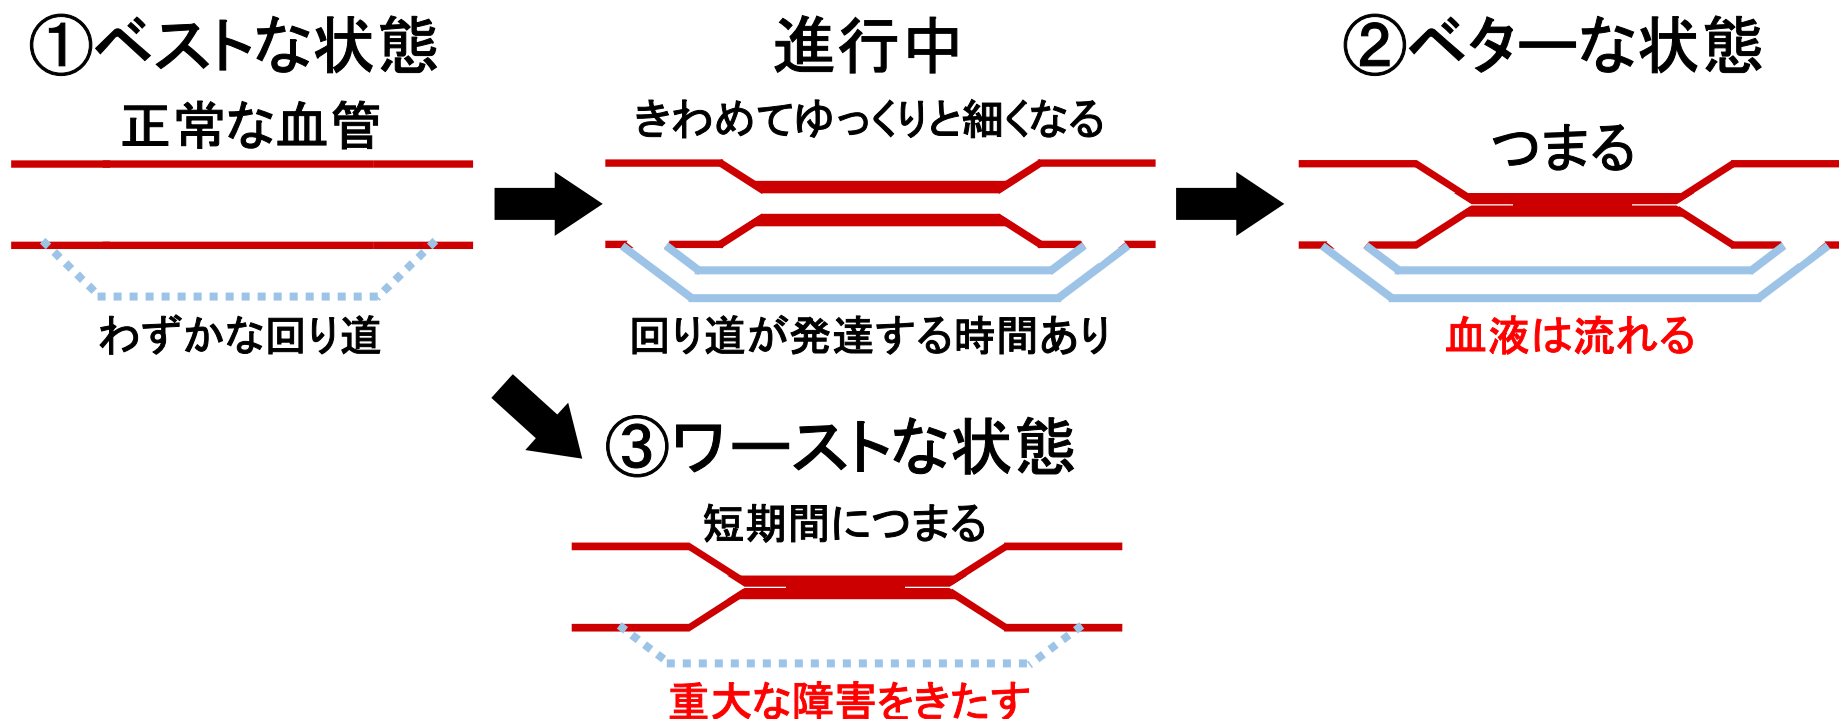 ①ベストな状態
正常な血管
わずかな回り道
進行中
きわめてゆっくりと細くなる
回り道が発達する時間あり
②ベターな状態
つまる
血液は流れる
③ワーストな状態
短期間につまる
重大な障害をきたす